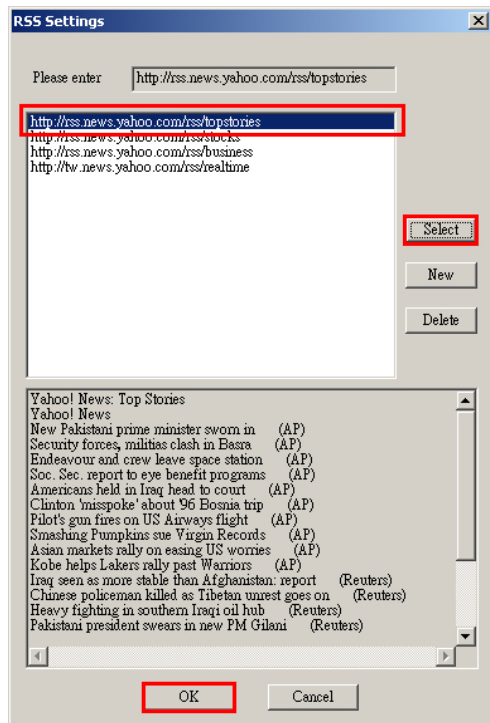 RSS Settings
Please enter http://rss.news.yahoo.com/rss/topstories
http://rss.news.yahoo.com/rss/topstories
http://rss.news.yahoo.com/rss/stocks
http://rss.news.yahoo.com/rss/business
http://tw.news.yahoo.com/rss/realtime
Select
New
Delete
Yahoo! News: Top Stories
Yahoo! News
New Pakistani prime minister sworn in (AP)
Security forces, militias clash in Basra (AP)
Endeavour and crew leave space station (AP)
Soc. Sec. report to eye benefit programs (AP)
Americans held in Iraq head to court (AP)
Clinton 'misspoke' about '96 Bosnia trip (AP)
Pilot's gun fires on US Airways flight (AP)
Smashing Pumpkins sue Virgin Records (AP)
Asian markets rally on easing US worries (AP)
Kobe helps Lakers rally past Warriors (AP)
Iraq seen as more stable than Afghanistan: report (Reuters)
Chinese policeman killed as Tibetan unrest goes on (Reuters)
Heavy fighting in southern Iraqi oil hub (Reuters)
Pakistani president swears in new PM Gilani (Reuters)
OK Cancel